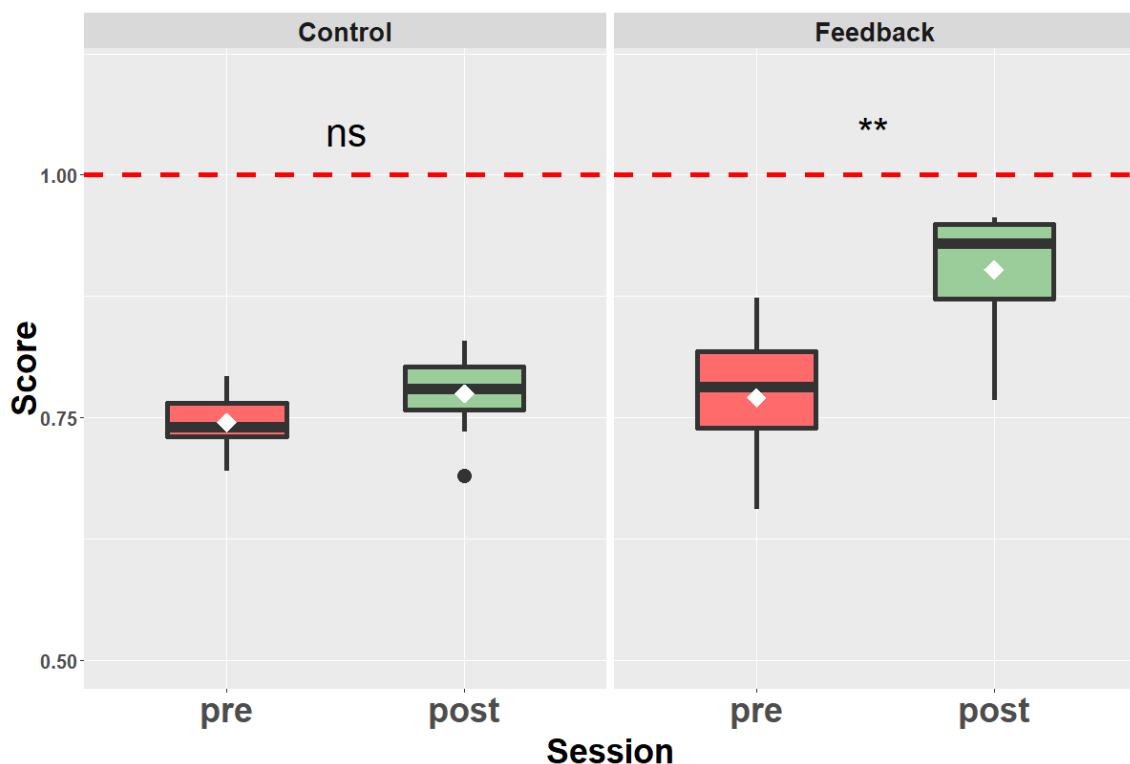 Control
Feedback
ns
**
1.00
0.75
0.50
Score
pre
post
pre
post
Session